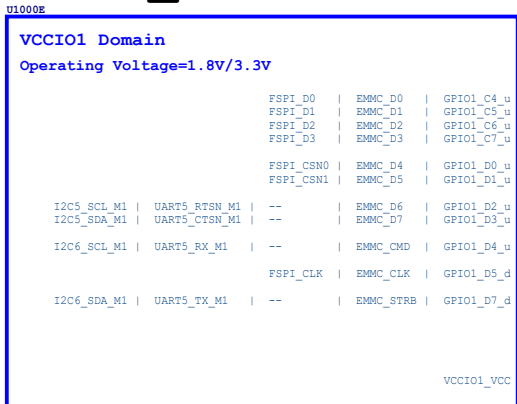 U1000E
VCCIO1 Domain
Operating Voltage=1.8V/3.3V
FSPI_D0 | EMMC_D0 | GPIO1_C4_u
FSPI_D1 | EMMC_D1 | GPIO1_C5_u
FSPI_D2 | EMMC_D2 | GPIO1_C6_u
FSPI_D3 | EMMC_D3 | GPIO1_C7_u
FSPI_CSN0 | EMMC_D4 | GPIO1_D0_u
FSPI_CSN1 | EMMC_D5 | GPIO1_D1_u
I2C5_SCL_M1 | UART5_RTSN_M1 | -- | EMMC_D6 | GPIO1_D2_u
I2C5_SDA_M1 | UART5_CTSN_M1 | -- | EMMC_D7 | GPIO1_D3_u
I2C6_SCL_M1 | UART5_RX_M1 | -- | EMMC_CMD | GPIO1_D4_u
FSPI_CLK | EMMC_CLK | GPIO1_D5_d
I2C6_SDA_M1 | UART5_TX_M1 | -- | EMMC_STRB | GPIO1_D7_d
VCCIO1_VCC